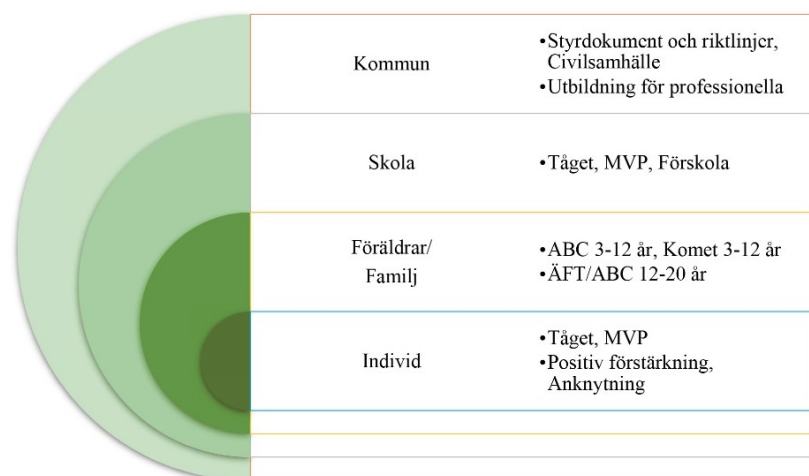 Kommun
•Styrdokument och riktlinjer,
Civilsamhälle
•Utbildning för professionella
Skola
•Tåget, MVP, Förskola
Föräldrar/
Familj
•ABC 3-12 år, Komet 3-12 år
•ÄFT/ABC 12-20 år
Individ
•Tåget, MVP
•Positiv förstärkning,
Anknytning